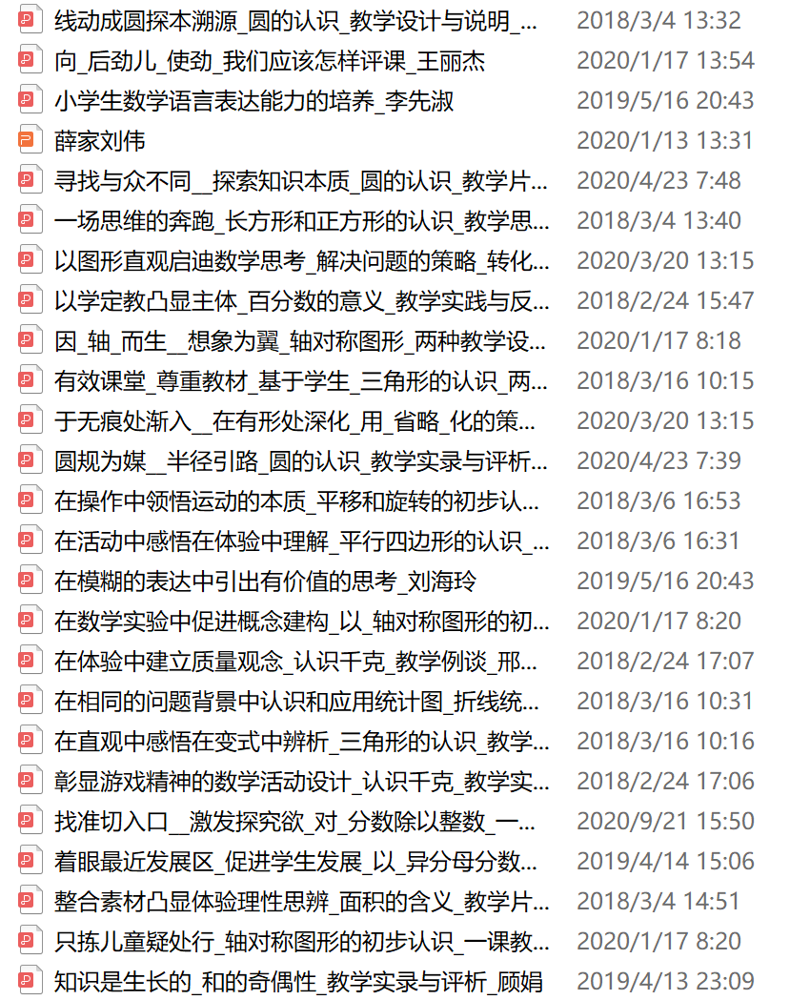 线动成圆探本溯源_圆的认识_教学设计与说明_... 2018/3/4 13:32
向_后劲儿_使劲_我们应该怎样评课_王丽杰 2020/1/17 13:54
小学生数学语言表达能力的培养_李先淑 2019/5/16 20:43
薛家刘伟 2020/1/13 13:31
寻找与众不同__探索知识本质_圆的认识_教学片... 2020/4/23 7:48
一场思维的奔跑_长方形和正方形的认识_教学思... 2018/3/4 13:40
以图形直观启迪数学思考_解决问题的策略_转化... 2020/3/20 13:15
以学定教凸显主体_百分数的意义_教学实践与反... 2018/2/24 15:47
因_轴_而生__想象为翼_轴对称图形_两种教学设... 2020/1/17 8:18
有效课堂_尊重教材_基于学生_三角形的认识_两... 2018/3/16 10:15
于无痕处渐入__在有形处深化_用_省略_化的策... 2020/3/20 13:15
圆规为媒__半径引路_圆的认识_教学实录与评析... 2020/4/23 7:39
在操作中领悟运动的本质_平移和旋转的初步认... 2018/3/6 16:53
在活动中感悟在体验中理解_平行四边形的认识_... 2018/3/6 16:31
在模糊的表达中引出有价值的思考_刘海玲 2019/5/16 20:43
在数学实验中促进概念建构_以_轴对称图形的初... 2020/1/17 8:20
在体验中建立质量观念_认识千克_教学例谈_邢... 2018/2/24 17:07
在相同的问题背景中认识和应用统计图_折线统... 2018/3/16 10:31
在直观中感悟在变式中辨析_三角形的认识_教学... 2018/3/16 10:16
彰显游戏精神的数学活动设计_认识千克_教学实... 2018/2/24 17:06
找准切入口__激发探究欲_对_分数除以整数_一... 2020/9/21 15:50
着眼最近发展区_促进学生发展_以_异分母分数... 2019/4/14 15:06
整合素材凸显体验理性思辨_面积的含义_教学片... 2018/3/4 14:51
只拣儿童疑处行_轴对称图形的初步认识_一课教... 2020/1/17 8:20
知识是生长的_和的奇偶性_教学实录与评析_顾娟 2019/4/13 23:09